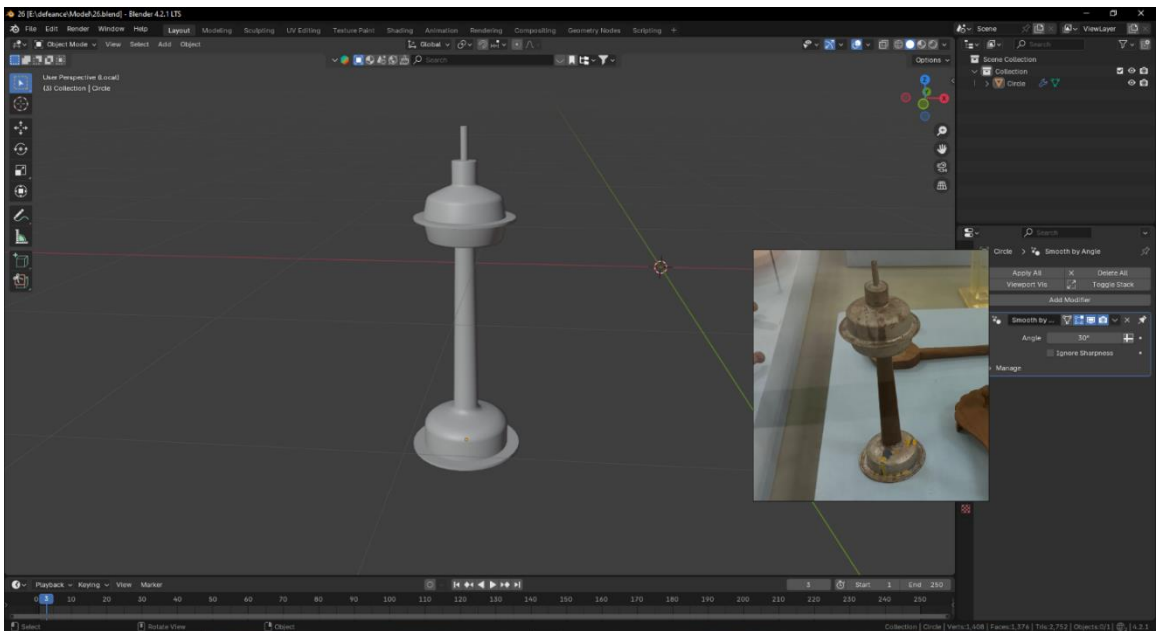 26 [E:\defeance\Model\26.blend] - Blender 4.2.1 LTS
File Edit Render Window Help Layout Modeling Sculpting UV Editing Texture Paint Shading Animation Rendering Compositing Geometry Nodes Scripting + Scene ViewLayer
Object Mode View Select Add Object Global Search
Search Options
User Perspective (Local)
(3) Collection | Circle
Z
Y
X
Scene Collection
Collection
Circle
Search
Circle > Smooth by Angle
Apply All Delete All
Viewport Vis Toggle Stack
Add Modifier
Smooth by ...
Angle 30°
Ignore Sharpness
Manage
Playback Keying View Marker 3 Start 1 End 250
0 3 10 20 30 40 50 60 70 80 90 100 110 120 130 140 150 160 170 180 190 200 210 220 230 240 250
Select Rotate View Object Collection | Circle | Verts:1,408 | Faces:1,376 | Tris:2,752 | Objects:0/1 | 4.2.1